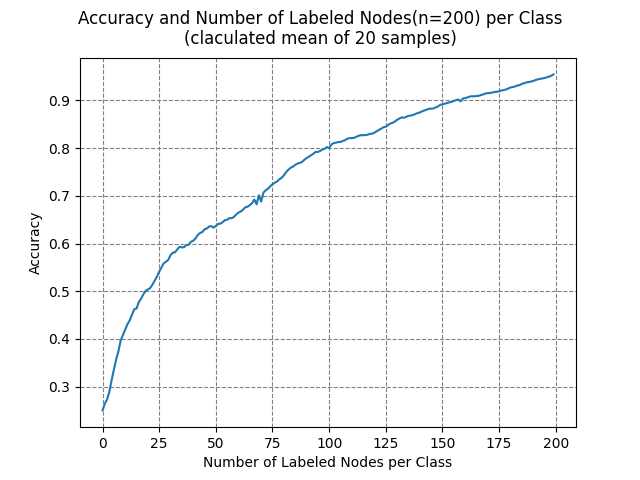 Accuracy and Number of Labeled Nodes(n=200) per Class
(claculated mean of 20 samples)
0.9
0.8
0.7
0.6
0.5
0.4
0.3
Accuracy
0 25 50 75 100 125 150 175 200
Number of Labeled Nodes per Class